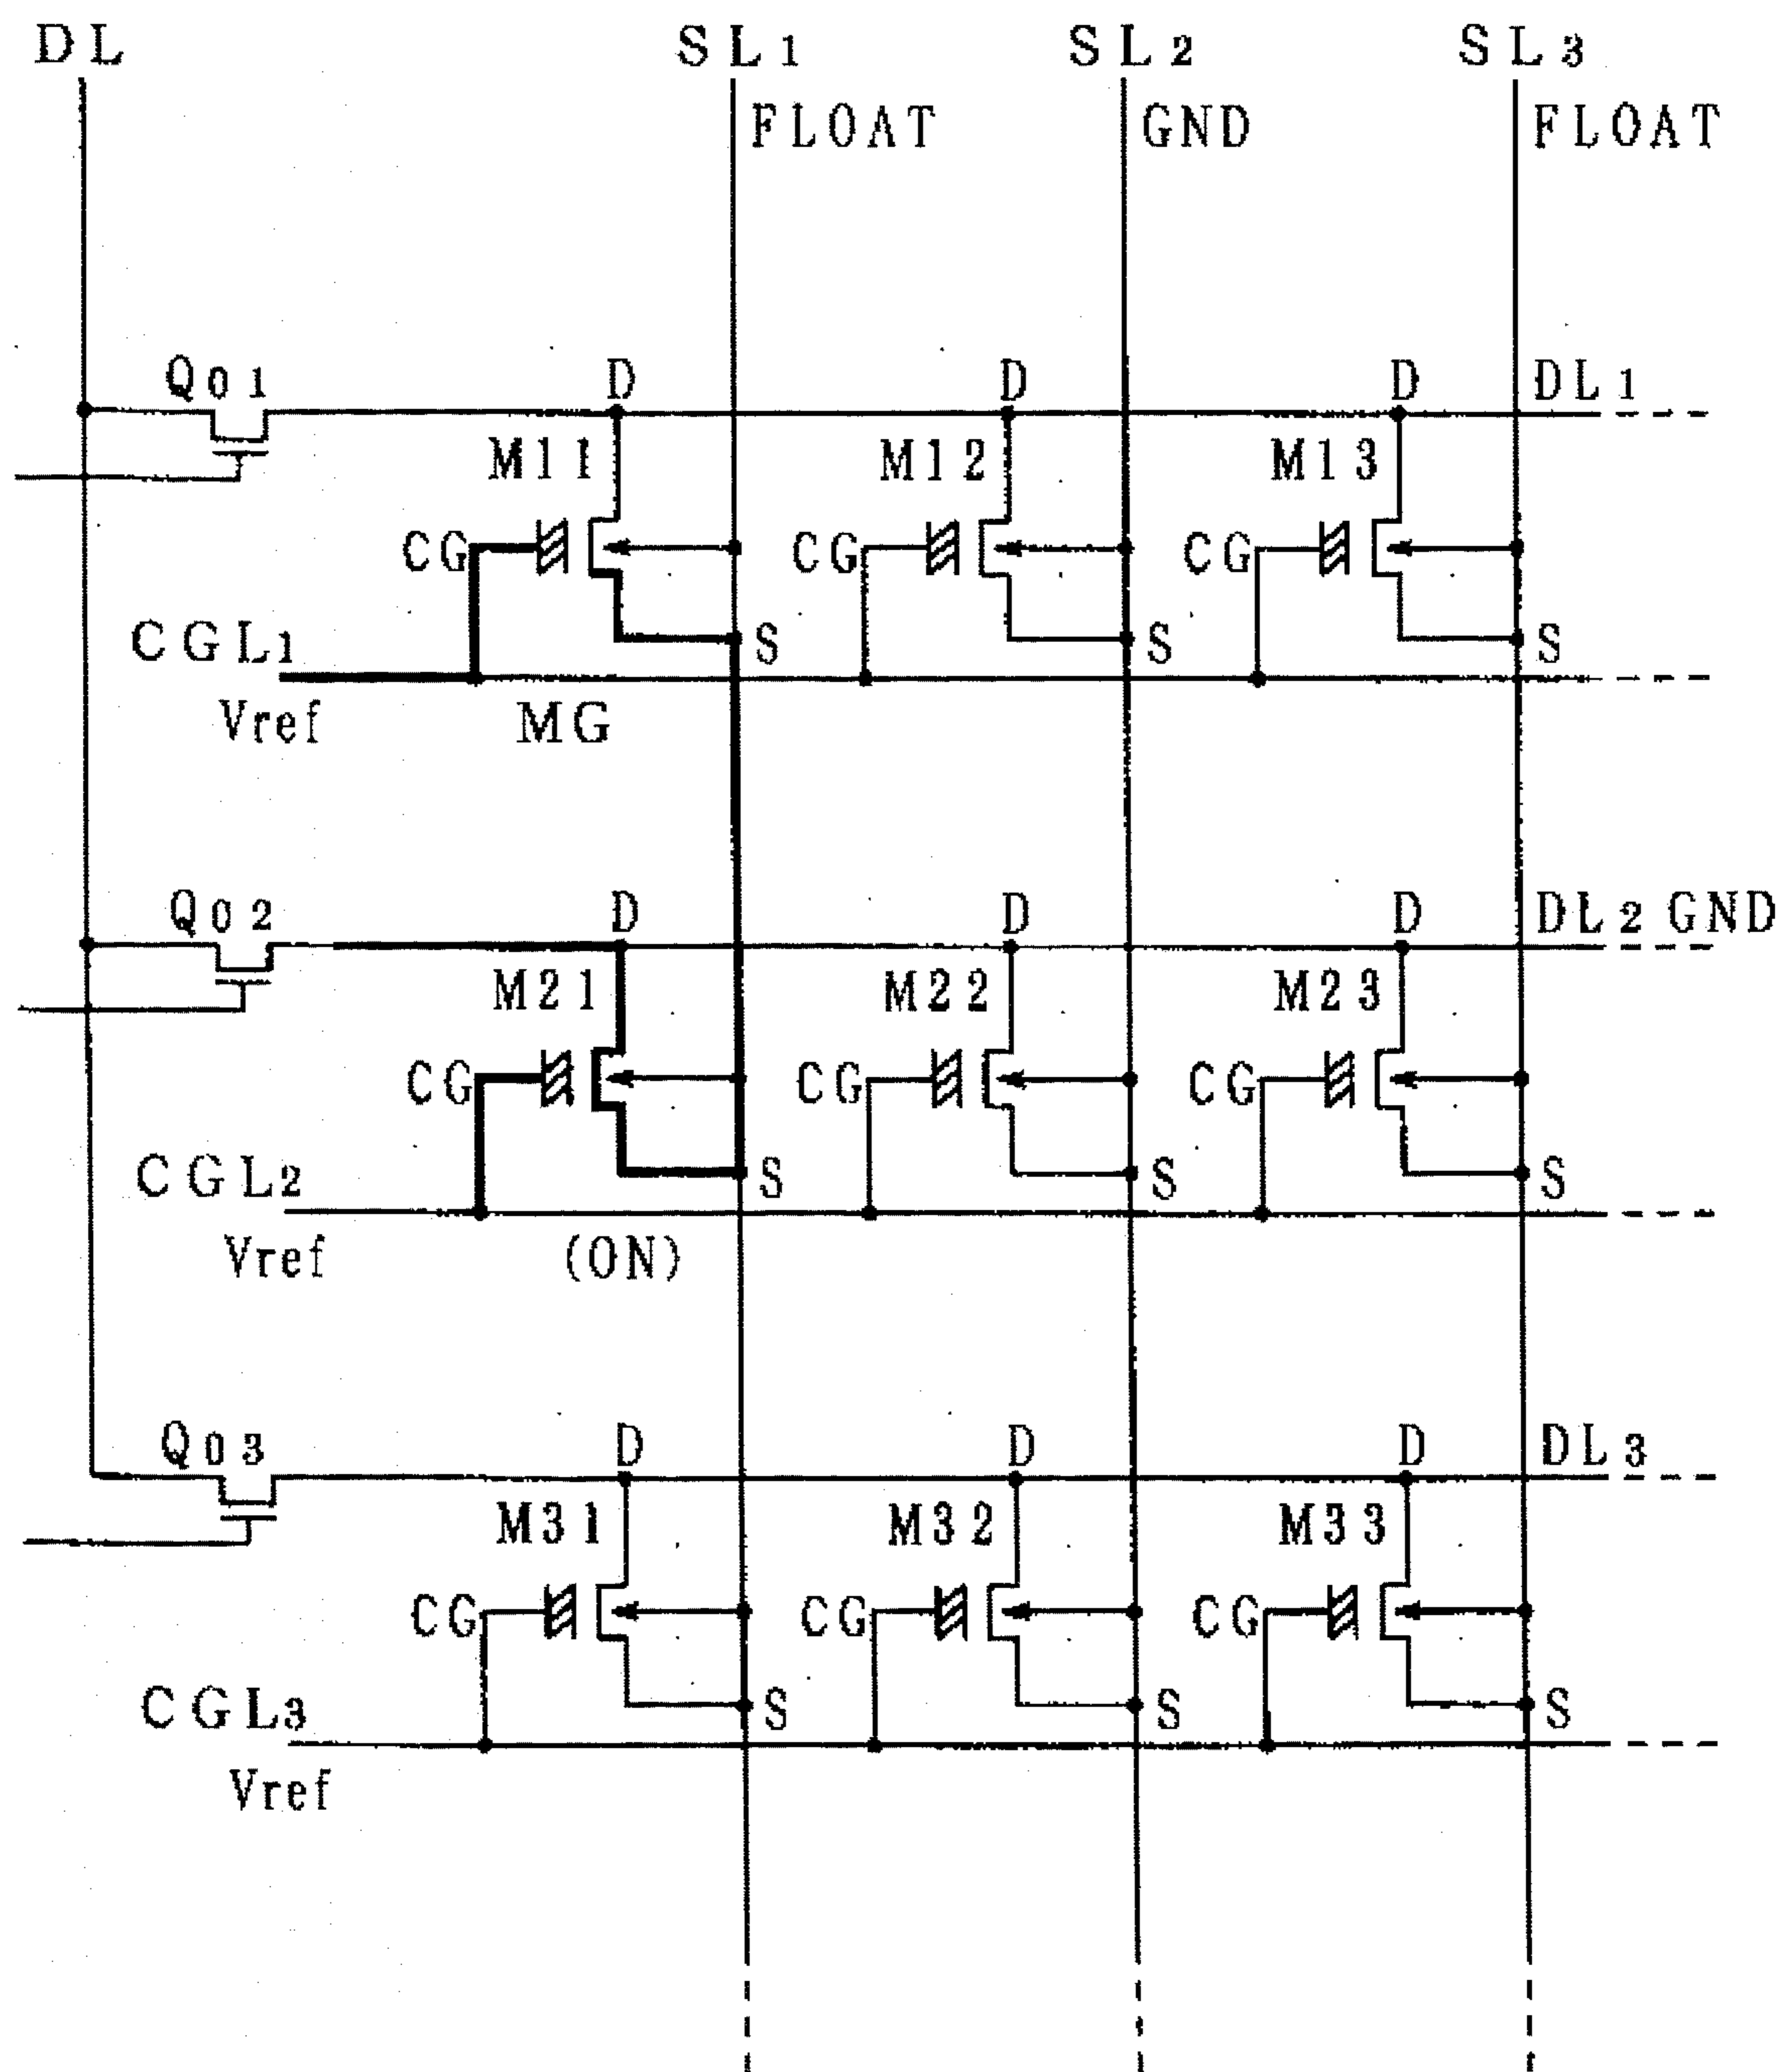 DL SL1 SL2 SL3
FLOAT GND FLOAT
Q01 D D D DL1
M11 M12 M13
CG CG CG
CGL1 S S S
Vref MG
Q02 D D D DL2 GND
M21 M22 M23
CG CG CG
CGL2 S S S
Vref (ON)
Q03 D D D DL3
M31 M32 M33
CG CG CG
CGL3 S S S
Vref